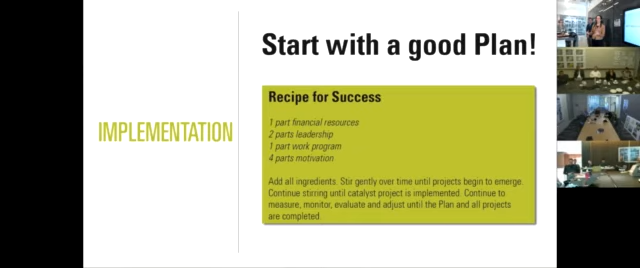 Start with a good Plan!
IMPLEMENTATION
Recipe for Success
1 part financial resources
2 parts leadership
1 part work program
4 parts motivation
Add all ingredients. Stir gently over time until projects begin to emerge.
Continue stirring until catalyst project is implemented. Continue to
measure, monitor, evaluate and adjust until the Plan and all projects
are completed.